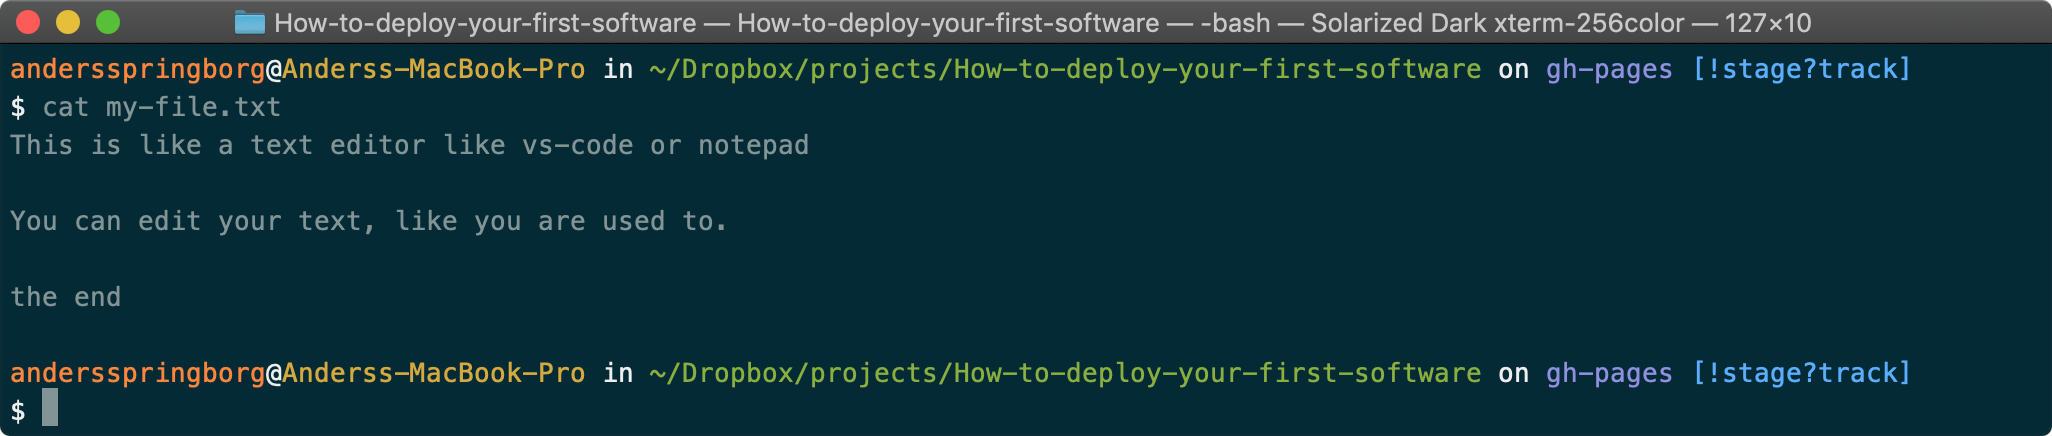 How-to-deploy-your-first-software — How-to-deploy-your-first-software — -bash — Solarized Dark xterm-256color — 127×10
andersspringborg@Anderss-MacBook-Pro in ~/Dropbox/projects/How-to-deploy-your-first-software on gh-pages [!stage?track]
$ cat my-file.txt
This is like a text editor like vs-code or notepad
You can edit your text, like you are used to.
the end
andersspringborg@Anderss-MacBook-Pro in ~/Dropbox/projects/How-to-deploy-your-first-software on gh-pages [!stage?track]
$